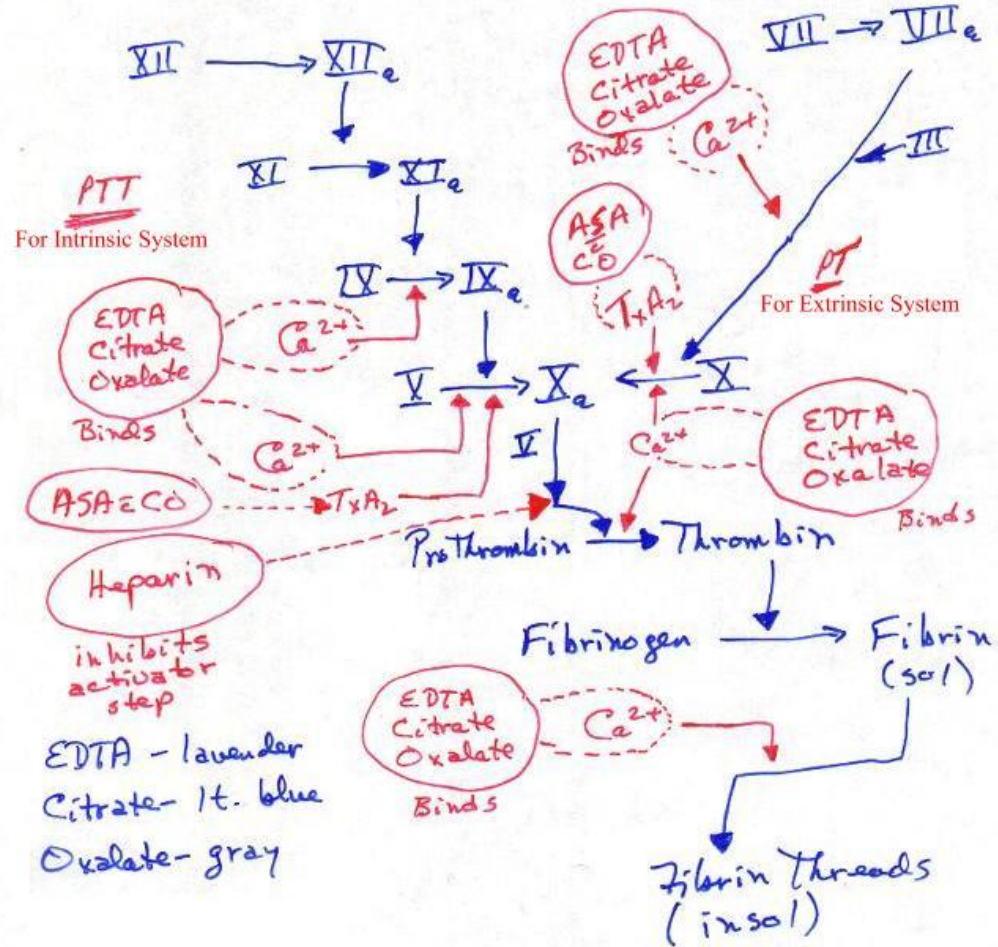 XII → XIIa
VII → VIIa
EDTA
Citrate
Oxalate
Binds
Ca2+
III
XI → XIa
PTT
For Intrinsic System
ASA
CO
TxA2
PT
For Extrinsic System
IX → IXa
EDTA
Citrate
Oxalate
Binds
Ca2+
V → Xa ← X
Ca2+
Ca2+
EDTA
Citrate
Oxalate
Binds
V
ASA CO → TxA2
ProThrombin → Thrombin
Heparin
inhibits
activator
step
Fibrinogen → Fibrin
(sol)
EDTA
Citrate
Oxalate
Binds
Ca2+
EDTA - lavender
Citrate- lt. blue
Oxalate- gray
Fibrin Threads
(insol)